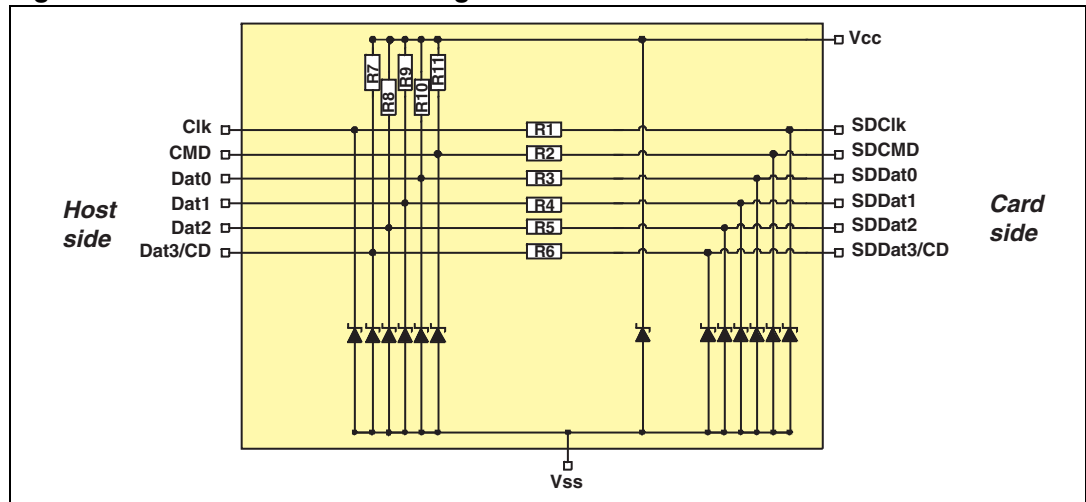 Vcc
R7
R8
R9
R10
R11
Clk
R1
SDClk
CMD
R2
SDCMD
Dat0
R3
SDDat0
Dat1
R4
SDDat1
Host side
Card side
Dat2
R5
SDDat2
Dat3/CD
R6
SDDat3/CD
Vss